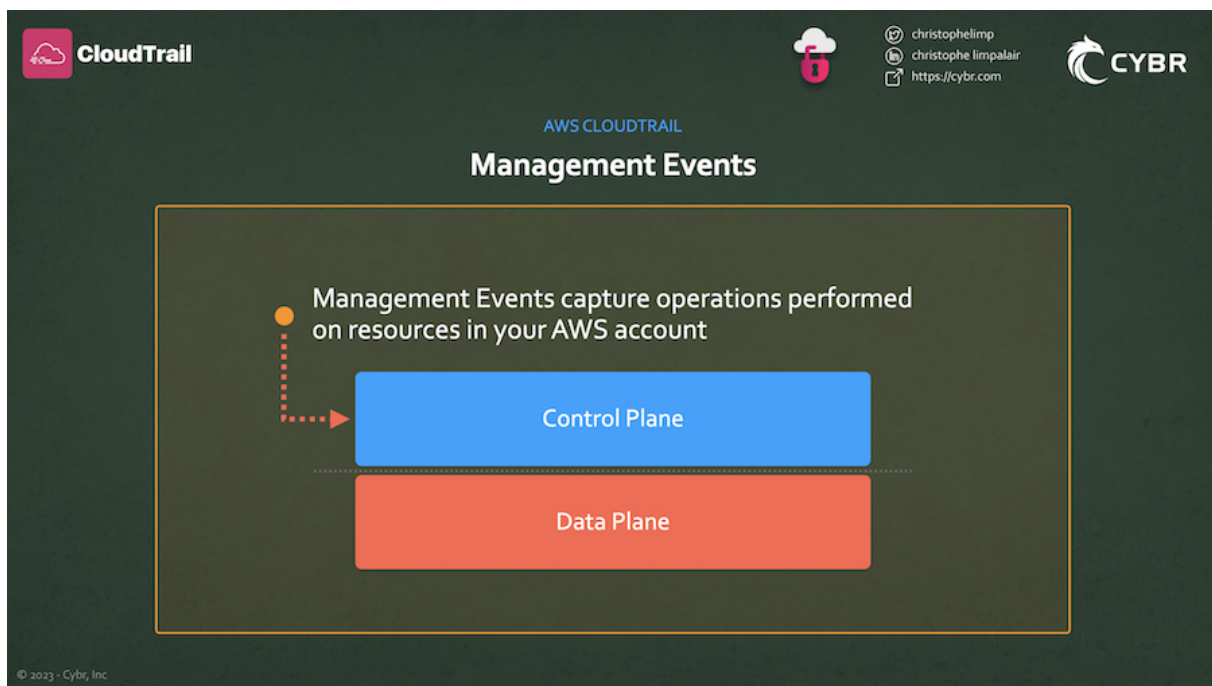 CloudTrail
christophelimp
christophe limpalair
https://cybr.com
CYBR
AWS CLOUDTRAIL
Management Events
Management Events capture operations performed
on resources in your AWS account
Control Plane
Data Plane
© 2023 - Cybr, Inc